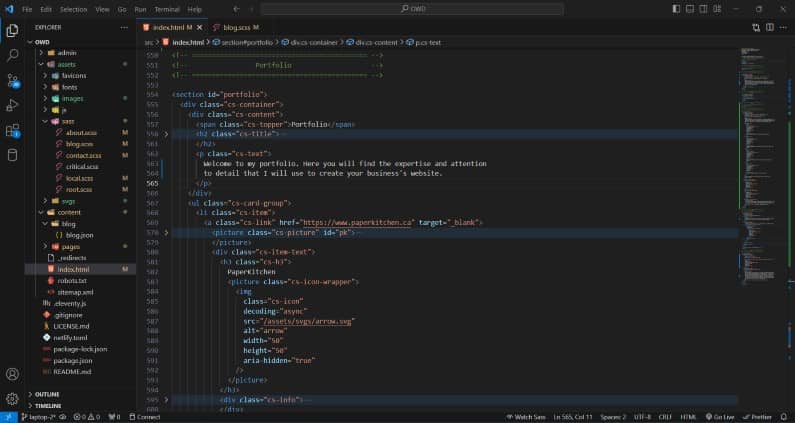 File Edit Selection View Go Run Terminal Help
OWD
EXPLORER
index.html M
blog.scss M
OWD
admin
assets
favicons
fonts
images
js
sass
about.scss M
blog.scss M
contact.scss M
critical.scss
local.scss M
root.scss M
svgs
content
blog
{} blog.json
pages
_redirects
index.html M
robots.txt
sitemap.xml
.eleventy.js
.gitignore
LICENSE.md
netlify.toml
package-lock.json
package.json
README.md
OUTLINE
TIMELINE
src > index.html > section#portfolio > div.cs-container > div.cs-content > p.cs-text
550 <!-- ============================================ -->
551 <!-- Portfolio -->
552 <!-- ============================================ -->
553
554 <section id="portfolio">
555 <div class="cs-container">
556 <div class="cs-content">
557 <span class="cs-topper">Portfolio</span>
558 <h2 class="cs-title">
</h2>
<p class="cs-text">
563 Welcome to my portfolio. Here you will find the expertise and attention
564 to detail that I will use to create your business's website.
565 </p>
566 </div>
567 <ul class="cs-card-group">
568 <li class="cs-item">
569 <a class="cs-link" href="https://www.paperkitchen.ca" target="_blank">
570 <picture class="cs-picture" id="pk">
</picture>
580 <div class="cs-item-text">
581 <h3 class="cs-h3">
582 PaperKitchen
583 <picture class="cs-icon-wrapper">
584 <img
585 class="cs-icon"
586 decoding="async"
587 src="/assets/svgs/arrow.svg"
588 alt="arrow"
589 width="50"
590 height="50"
591 aria-hidden="true"
592 />
593 </picture>
594 </h3>
595 <div class="cs-info">
600 </div>
0 0
0
Connect
Watch Sass
Ln 565, Col 11
Spaces: 2
UTF-8
CRLF
HTML
Go Live
Prettier